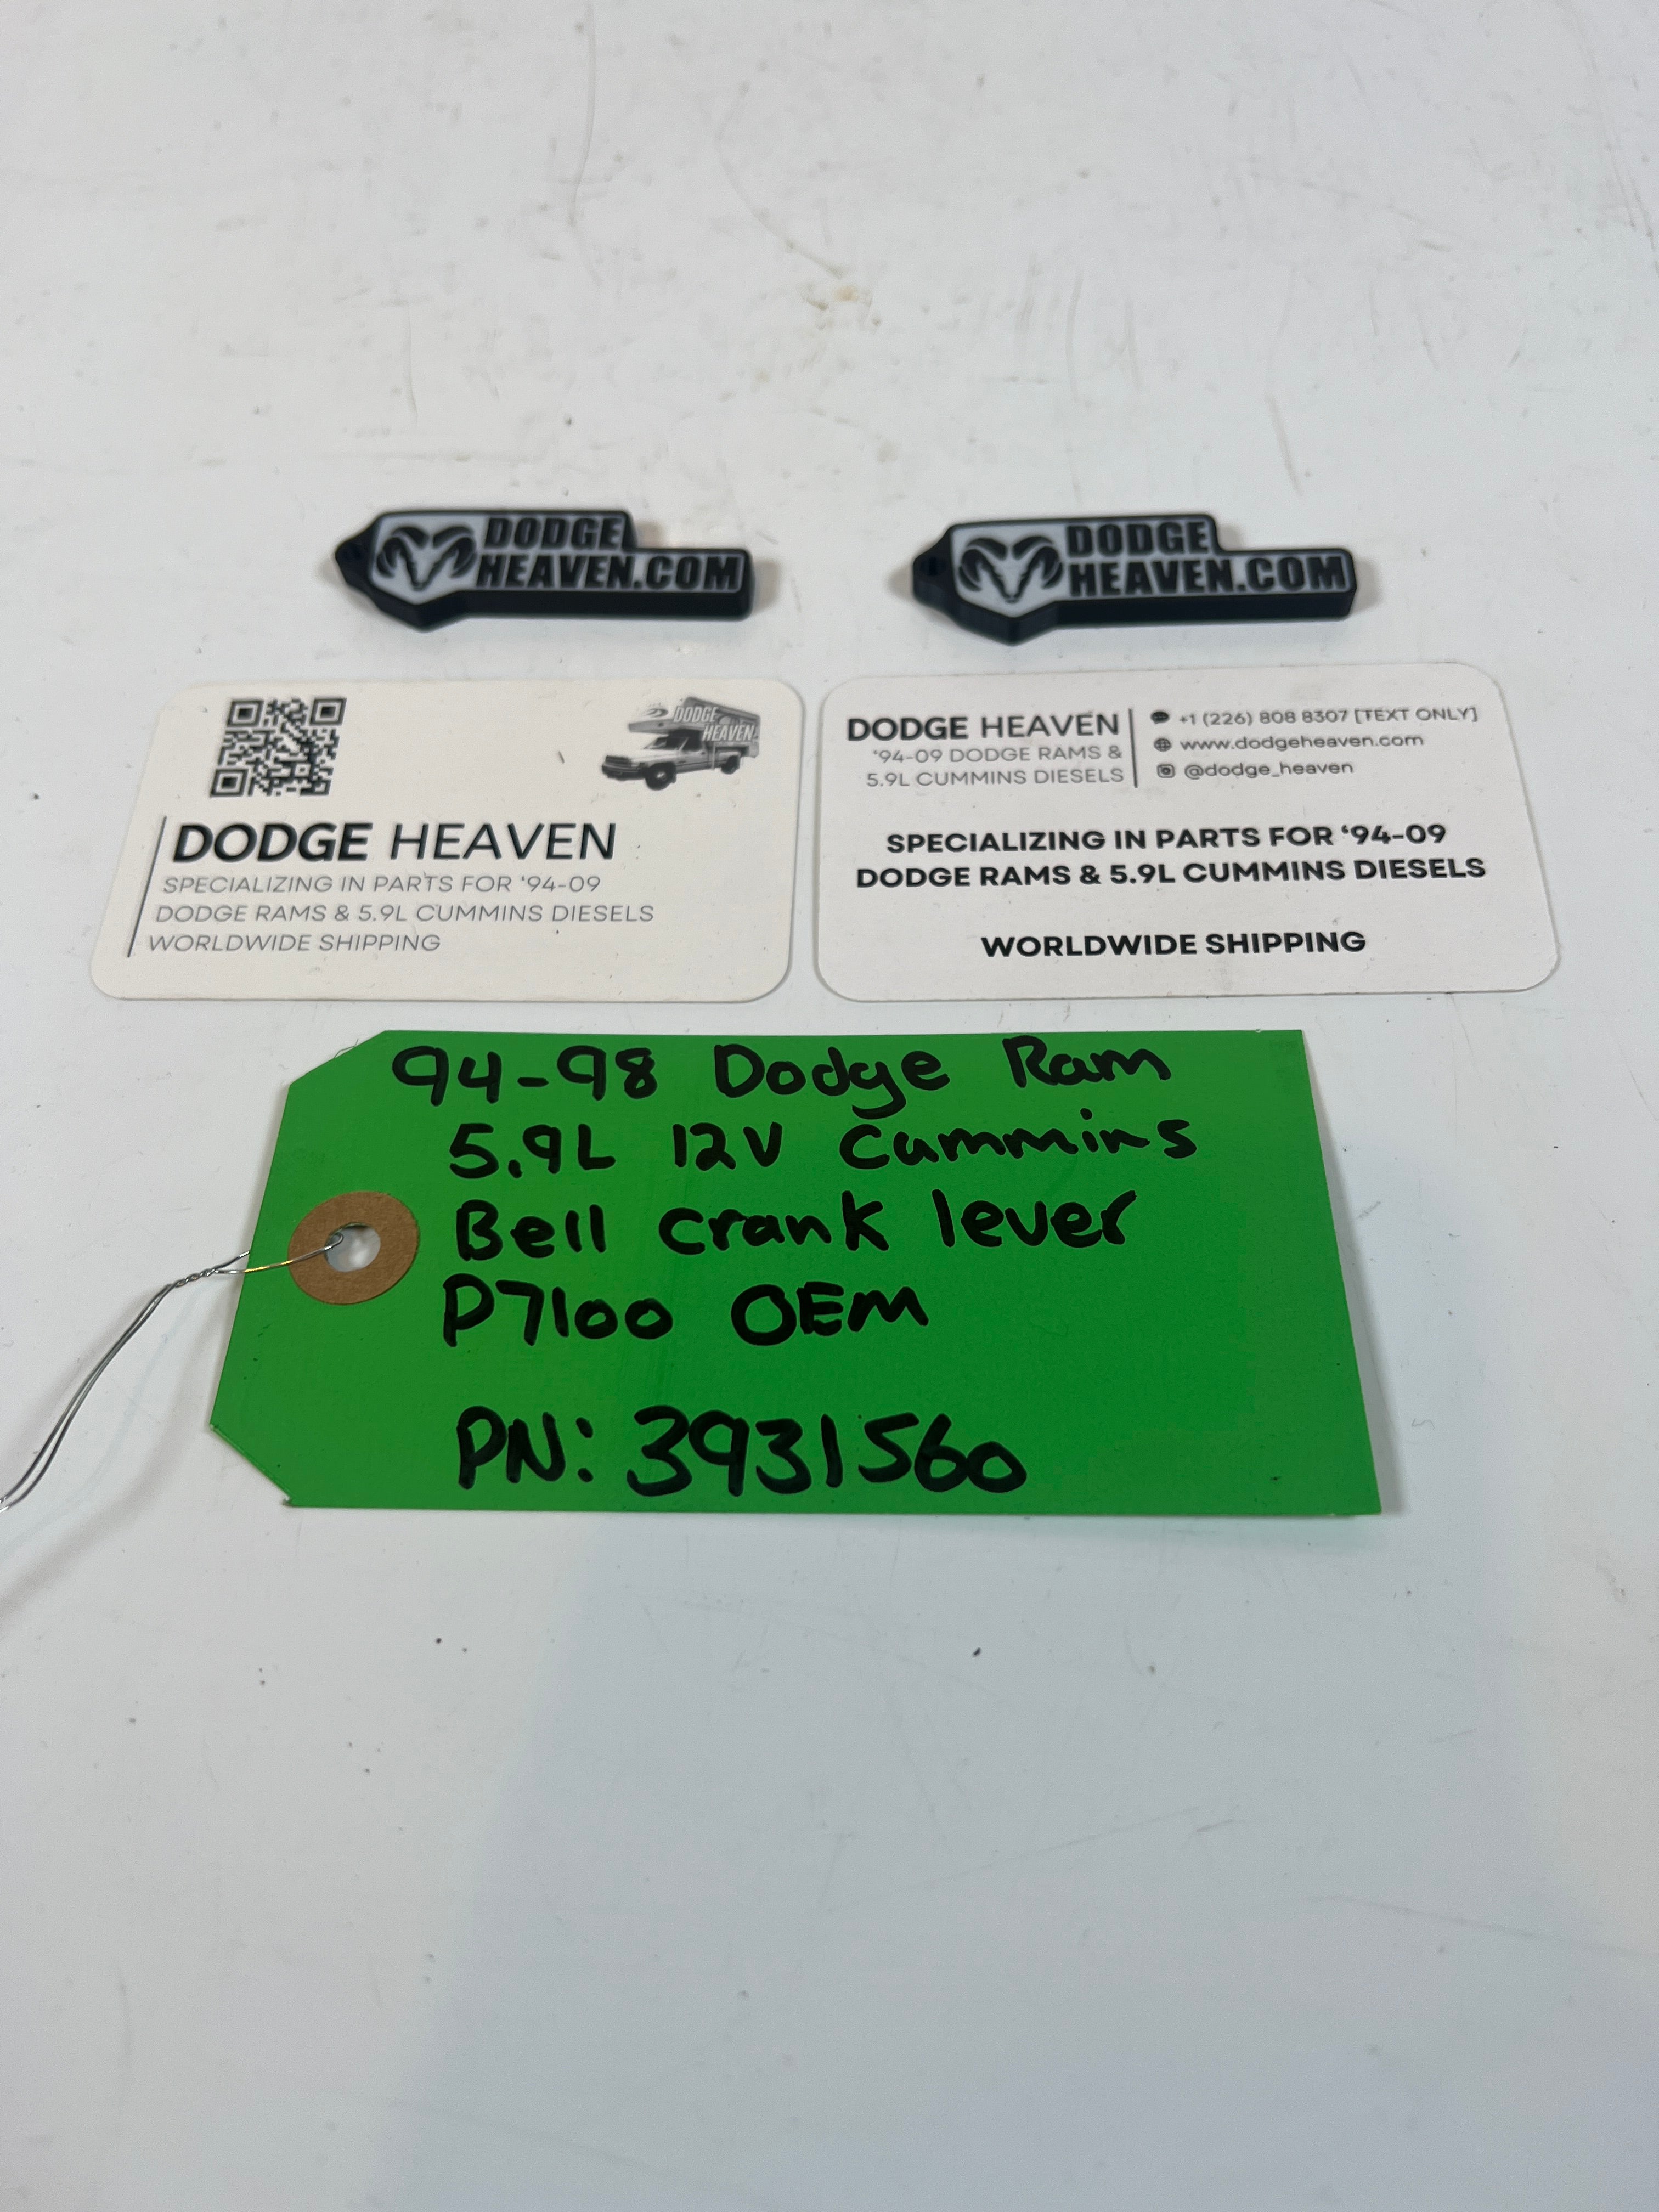 DODGE
HEAVEN.COM
DODGE
HEAVEN.COM
DODGE
HEAVEN.
DODGE HEAVEN
SPECIALIZING IN PARTS FOR ‘94-09
DODGE RAMS & 5.9L CUMMINS DIESELS
WORLDWIDE SHIPPING
DODGE HEAVEN
‘94-09 DODGE RAMS &
5.9L CUMMINS DIESELS
+1 (226) 808 8307 [TEXT ONLY]
www.dodgeheaven.com
@dodge_heaven
SPECIALIZING IN PARTS FOR ‘94-09
DODGE RAMS & 5.9L CUMMINS DIESELS
WORLDWIDE SHIPPING
94-98 Dodge Ram
5.9L 12V Cummins
Bell crank lever
P7100 OEM
PN: 3931560